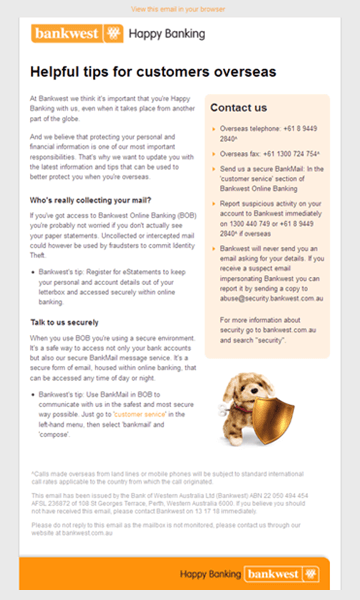 View this email in your browser
bankwest Happy Banking
Helpful tips for customers overseas
At Bankwest we think it's important that you're Happy
Banking with us, even when it takes place from another
part of the globe.
And we believe that protecting your personal and
financial information is one of our most important
responsibilities. That's why we want to update you with
the latest information and tips that can be used to
better protect you when you're overseas.
Who's really collecting your mail?
If you've got access to Bankwest Online Banking (BOB)
you're probably not worried if you don't actually see
your paper statements. Uncollected or intercepted mail
could however be used by fraudsters to commit Identity
Theft.
▪ Bankwest's tip: Register for eStatements to keep
your personal and account details out of your
letterbox and accessed securely within online
banking.
Talk to us securely
When you use BOB you're using a secure environment.
It's a safe way to access not only your bank accounts
but also our secure BankMail message service. It's a
secure form of email, housed within online banking, that
can be accessed any time of day or night.
▪ Bankwest's tip: Use BankMail in BOB to
communicate with us in the safest and most secure
way possible. Just go to 'customer service' in the
left-hand menu, then select 'bankmail' and
'compose'.
Contact us
Overseas telephone: +61 8 9449
2840^
Overseas fax: +61 1300 724 754^
Send us a secure BankMail. In the
'customer service' section of
Bankwest Online Banking
Report suspicious activity on your
account to Bankwest immediately
on 1300 440 749 or +61 8 9449
2840^ if overseas
Bankwest will never send you an
email asking for your details. If you
receive a suspect email
impersonating Bankwest you can
report it by sending a copy to
abuse@security.bankwest.com.au
For more information about
security go to bankwest.com.au
and search "security".
^Calls made overseas from land lines or mobile phones will be subject to standard international
call rates applicable to the country from which the call originated.
This email has been issued by the Bank of Western Australia Ltd (Bankwest) ABN 22 050 494 454
AFSL 236872 of 108 St Georges Terrace, Perth, Western Australia 6000. If you believe you should
not have received this email, please contact Bankwest on 13 17 18 immediately.
Please do not reply to this email as the mailbox is not monitored, please contact us through our
website at bankwest.com.au
Happy Banking bankwest